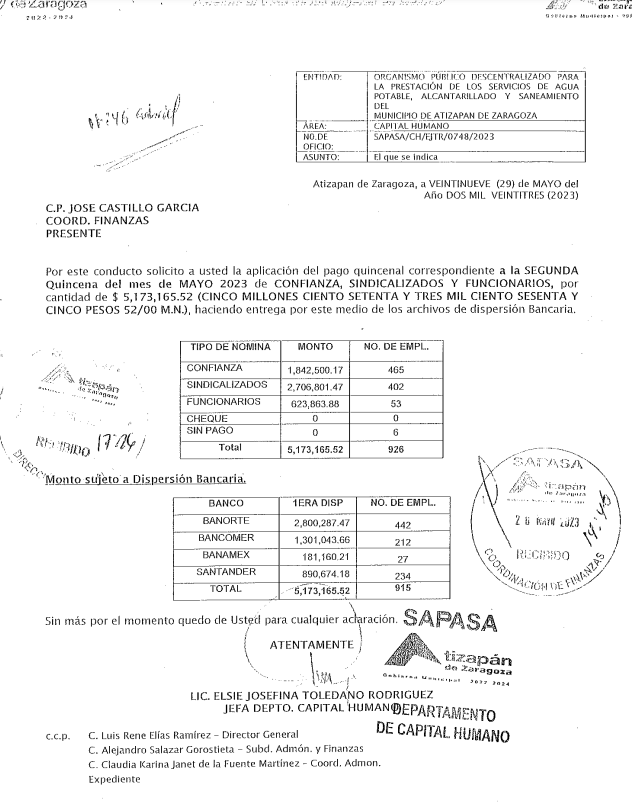 de Zaragoza
2022-2024
de Zara
Gobierno Municipal
ENTIDAD: ORGANISMO PÚBLICO DESCENTRALIZADO PARA
LA PRESTACIÓN DE LOS SERVICIOS DE AGUA
POTABLE, ALCANTARILLADO Y SANEAMIENTO
DEL
MUNICIPIO DE ATIZAPAN DE ZARAGOZA
ÁREA: CAPITAL HUMANO
NO.DE SAPASA/CH/EJTR/0748/2023
OFICIO:
ASUNTO: El que se indica
Atizapan de Zaragoza, a VEINTINUEVE (29) de MAYO del
Año DOS MIL VEINTITRES (2023)
C.P. JOSE CASTILLO GARCIA
COORD. FINANZAS
PRESENTE
Por este conducto solicito a usted la aplicación del pago quincenal correspondiente a la SEGUNDA
Quincena del mes de MAYO 2023 de CONFIANZA, SINDICALIZADOS Y FUNCIONARIOS, por
cantidad de $ 5,173,165.52 (CINCO MILLONES CIENTO SETENTA Y TRES MIL CIENTO SESENTA Y
CINCO PESOS 52/00 M.N.), haciendo entrega por este medio de los archivos de dispersión Bancaria.
TIPO DE NOMINA MONTO NO. DE EMPL.
CONFIANZA 1,842,500.17 465
SINDICALIZADOS 2,706,801.47 402
FUNCIONARIOS 623,863.88 53
CHEQUE 0 0
SIN PAGO 0 6
Total 5,173,165.52 926
tizapán
de Zaragoza
RECIBIDO
Monto sujeto a Dispersión Bancaria.
BANCO 1ERA DISP NO. DE EMPL.
BANORTE 2,800,287.47 442
BANCOMER 1,301,043.66 212
BANAMEX 181,160.21 27
SANTANDER 890,674.18 234
TOTAL 5,173,165.52 915
SAPASA
tizapán
de Zaragoza
MAYO 2023
RECIBIDO
COORDINACIÓN DE FINANZAS
Sin más por el momento quedo de Usted para cualquier aclaración.
SAPASA
tizapán
de Zaragoza
Gobierno Municipal 2022-2024
ATENTAMENTE
LIC. ELSIE JOSEFINA TOLEDANO RODRIGUEZ
JEFA DEPTO. CAPITAL HUMANO
DEPARTAMENTO
DE CAPITAL HUMANO
c.c.p. C. Luis Rene Elías Ramírez – Director General
C. Alejandro Salazar Gorostieta – Subd. Admón. y Finanzas
C. Claudia Karina Janet de la Fuente Martinez – Coord. Admon.
Expediente